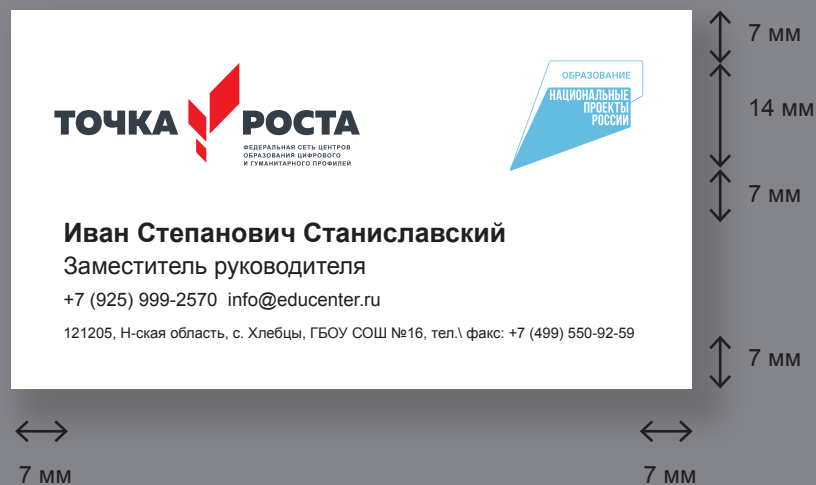 ТОЧКА РОСТА
ФЕДЕРАЛЬНАЯ СЕТЬ ЦЕНТРОВ
ОБРАЗОВАНИЯ ЦИФРОВОГО
И ГУМАНИТАРНОГО ПРОФИЛЕЙ
ОБРАЗОВАНИЕ
НАЦИОНАЛЬНЫЕ
ПРОЕКТЫ
РОССИИ
7 мм
14 мм
7 мм
Иван Степанович Станиславский
Заместитель руководителя
+7 (925) 999-2570 info@educenter.ru
121205, Н-ская область, с. Хлебцы, ГБОУ СОШ №16, тел.\ факс: +7 (499) 550-92-59
7 мм
7 мм
7 мм